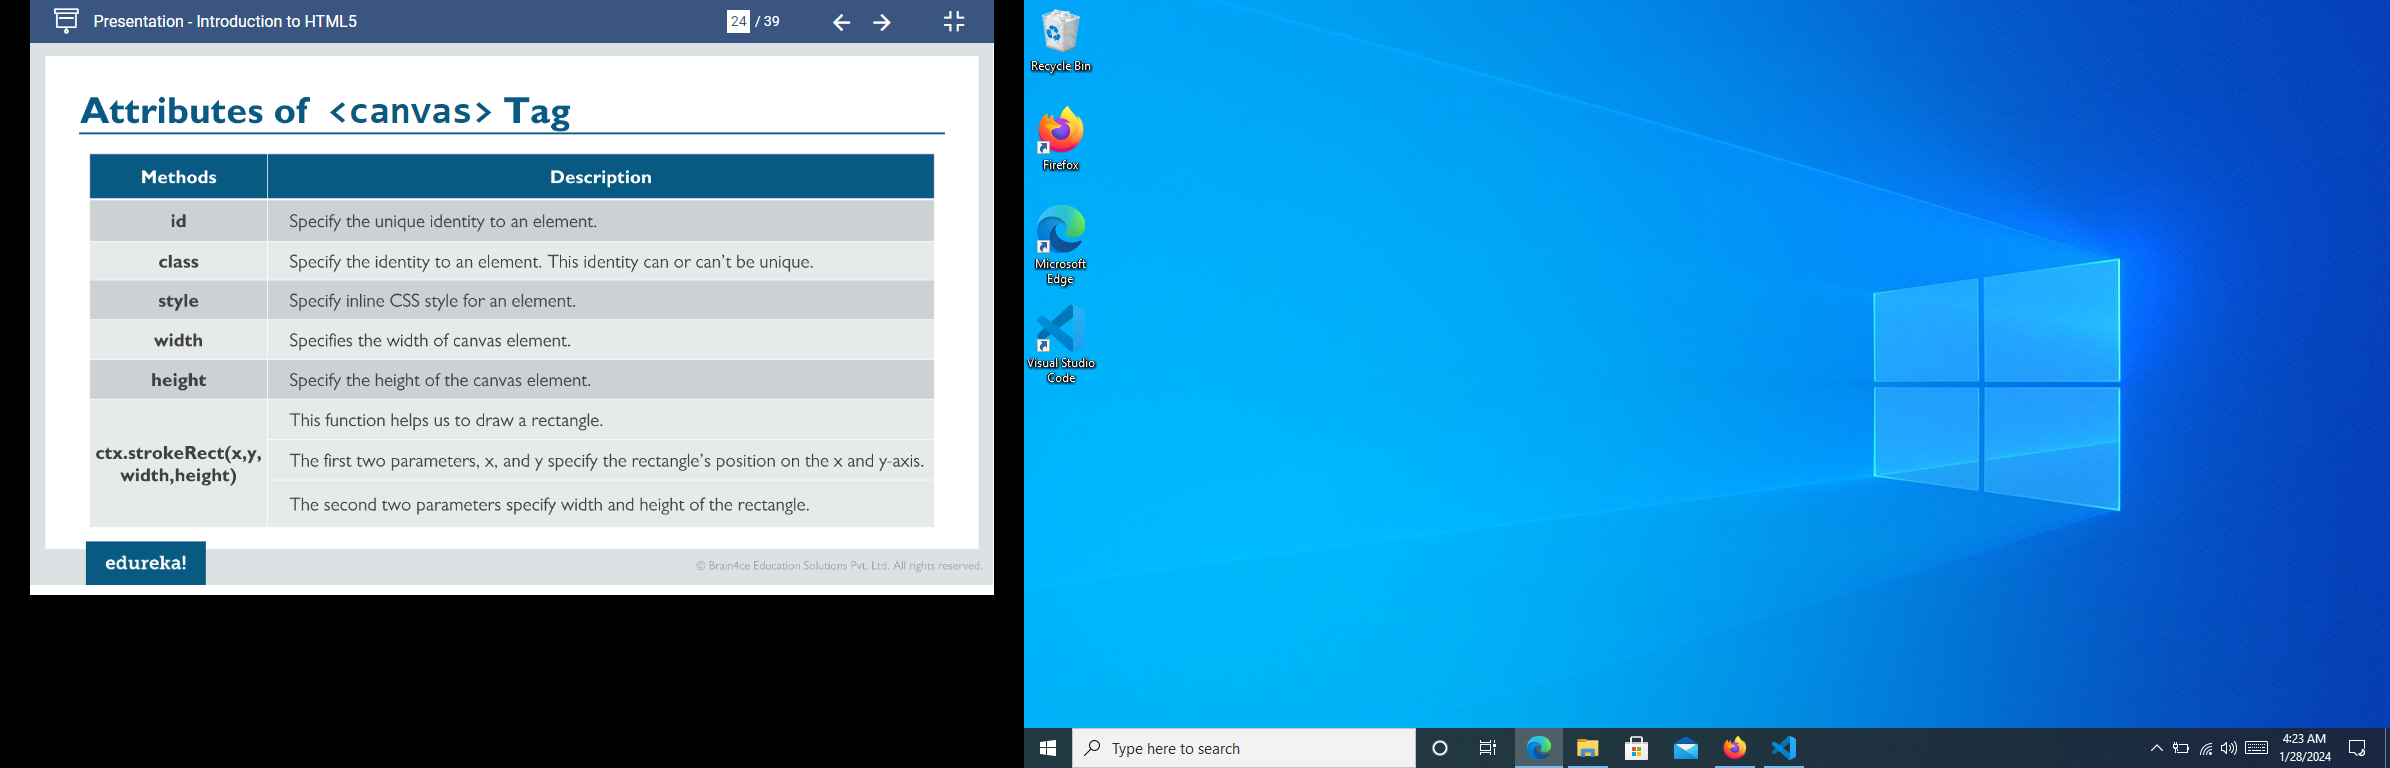 Presentation - Introduction to HTML5
24 / 39
Attributes of <canvas> Tag
Methods
Description
id
Specify the unique identity to an element.
class
Specify the identity to an element. This identity can or can't be unique.
style
Specify inline CSS style for an element.
width
Specifies the width of canvas element.
height
Specify the height of the canvas element.
ctx.strokeRect(x,y,
width,height)
This function helps us to draw a rectangle.
The first two parameters, x, and y specify the rectangle's position on the x and y-axis.
The second two parameters specify width and height of the rectangle.
edureka!
© Brain4ce Education Solutions Pvt. Ltd. All rights reserved.
Recycle Bin
Firefox
Microsoft
Edge
Visual Studio
Code
Type here to search
4:23 AM
1/28/2024